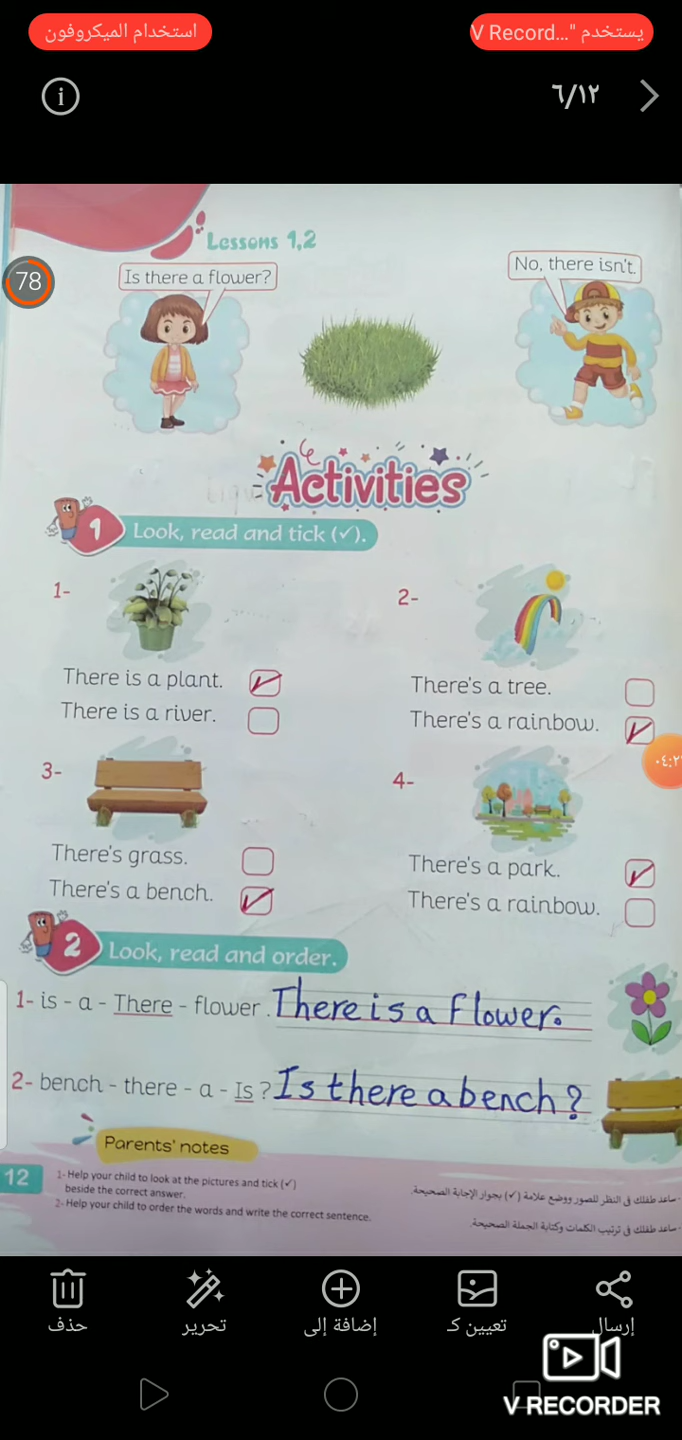 استخدام الميكروفون
يستخدم "...V Record
٦/١٢
Lessons 1,2
78
Is there a flower?
No, there isn't.
Activities
1 Look, read and tick (✓).
1-
2-
There is a plant.
There is a river.
There's a tree.
There's a rainbow.
3-
4-
There's grass.
There's a bench.
There's a park.
There's a rainbow.
2 Look, read and order.
1- is - a - There - flower . There is a flower.
2- bench - there - a - Is ? Is there a bench?
Parents' notes
12
1- Help your child to look at the pictures and tick (✓)
beside the correct answer.
2- Help your child to order the words and write the correct sentence.
ساعد طفلك في النظر للصور ووضع علامة (✓) بجوار الإجابة الصحيحة.
ساعد طفلك في ترتيب الكلمات وكتابة الجملة الصحيحة.
حذف
تحرير
إضافة إلى
تعيين كـ
إرسال
V RECORDER